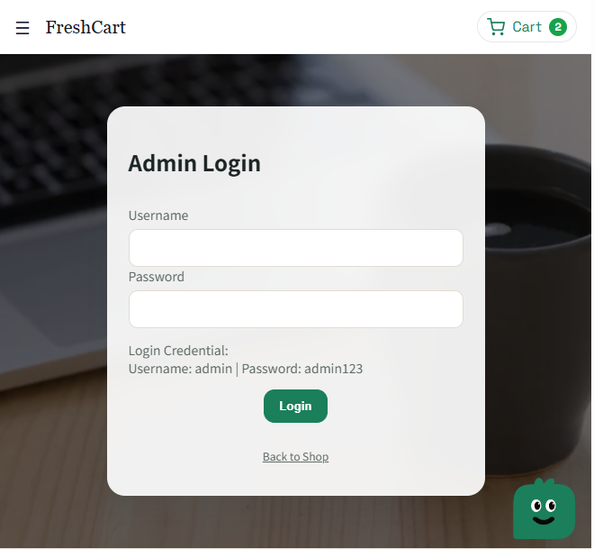 FreshCart
Cart 2
Admin Login
Username
Password
Login Credential:
Username: admin | Password: admin123
Login
Back to Shop